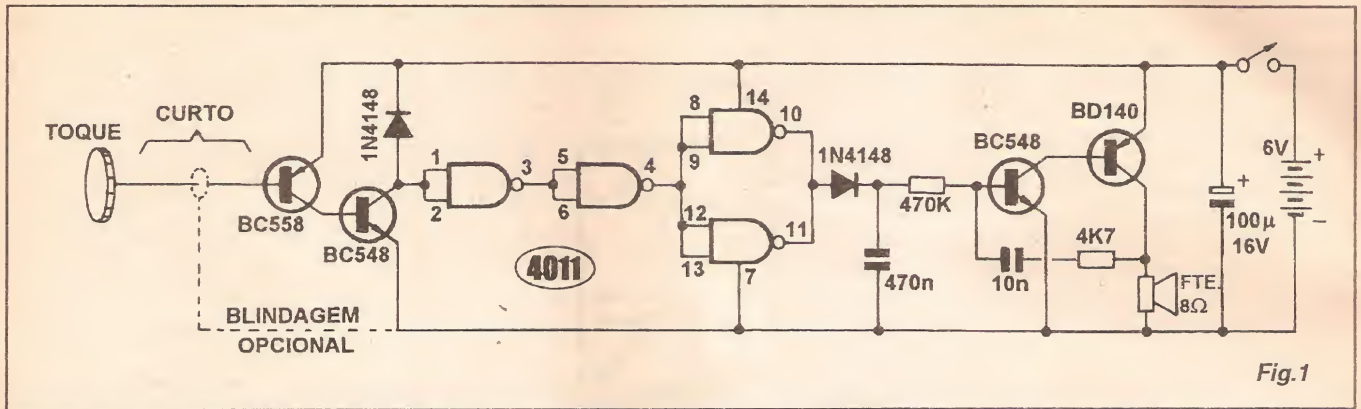 TOQUE
CURTO
BC558
BC548
1N4148
1
2
3
5
6
4
4011
8
9
14
10
12
13
11
7
1N4148
470K
470n
BC548
10n
4K7
BD140
FTE.
8Ω
+
100µ
16V
6V
+
−
BLINDAGEM
OPCIONAL
Fig.1